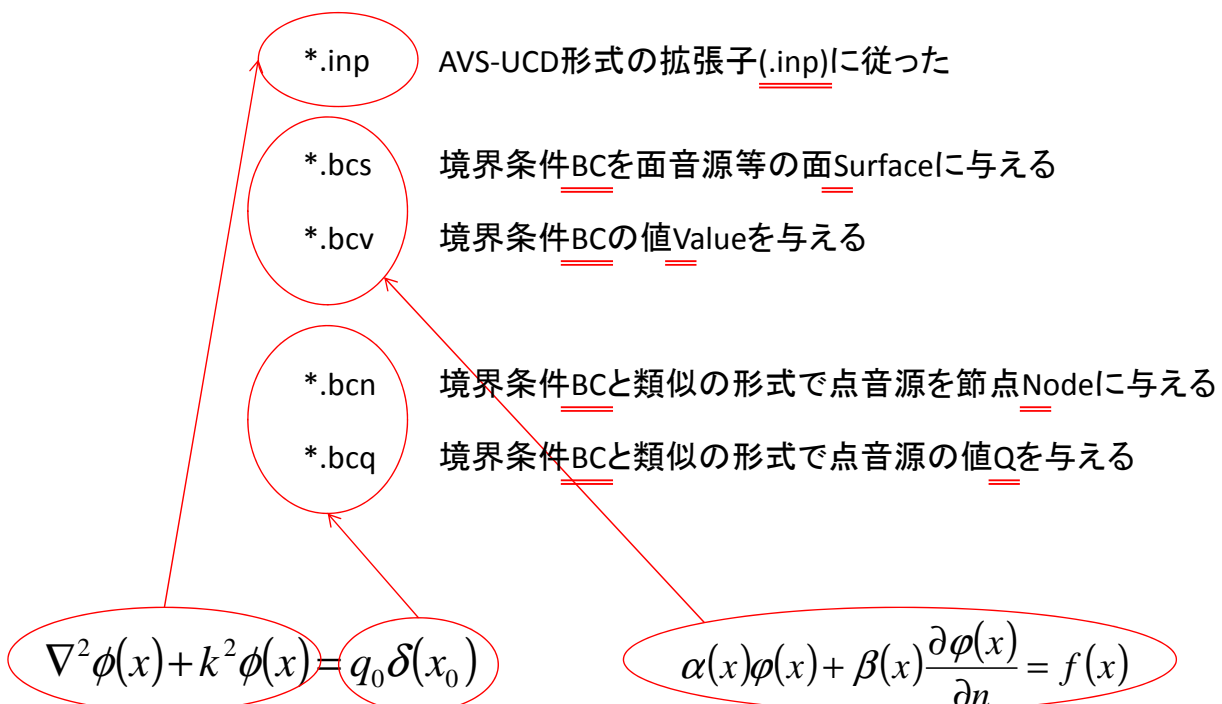 *.inp AVS-UCD形式の拡張子(.inp)に従った
*.bcs 境界条件BCを面音源等の面Surfaceに与える
*.bcv 境界条件BCの値Valueを与える
*.bcn 境界条件BCと類似の形式で点音源を節点Nodeに与える
*.bcq 境界条件BCと類似の形式で点音源の値Qを与える
∇²ϕ(x)+k²ϕ(x)=q₀δ(x₀)
α(x)φ(x)+β(x)∂φ(x)/∂n=f(x)